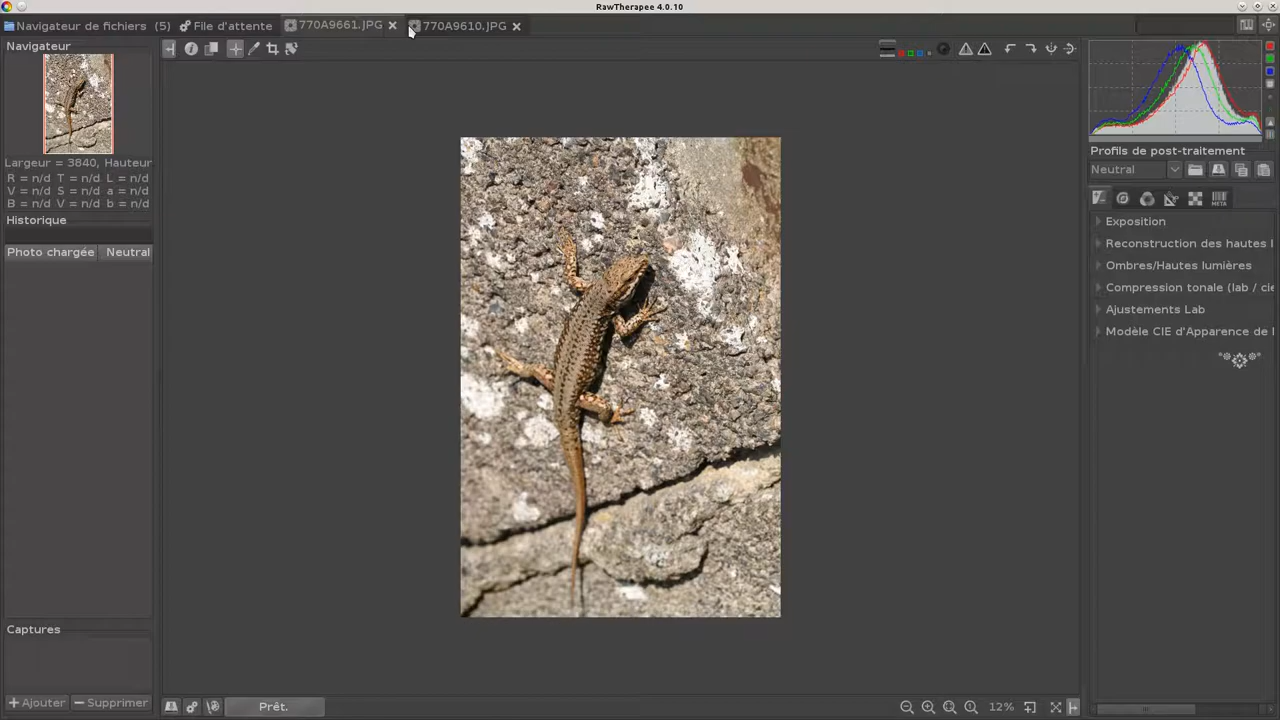 RawTherapee 4.0.10
Navigateur de fichiers (5) File d'attente 770A9661.JPG 770A9610.JPG
Navigateur
Largeur = 3840, Hauteur
R = n/d T = n/d L = n/d
V = n/d S = n/d a = n/d
B = n/d V = n/d b = n/d
Historique
Photo chargée Neutral
Captures
Ajouter Supprimer
Prêt.
12%
Profils de post-traitement
Neutral
META
Exposition
Reconstruction des hautes l
Ombres/Hautes lumières
Compression tonale (lab / cie
Ajustements Lab
Modèle CIE d'Apparence de l